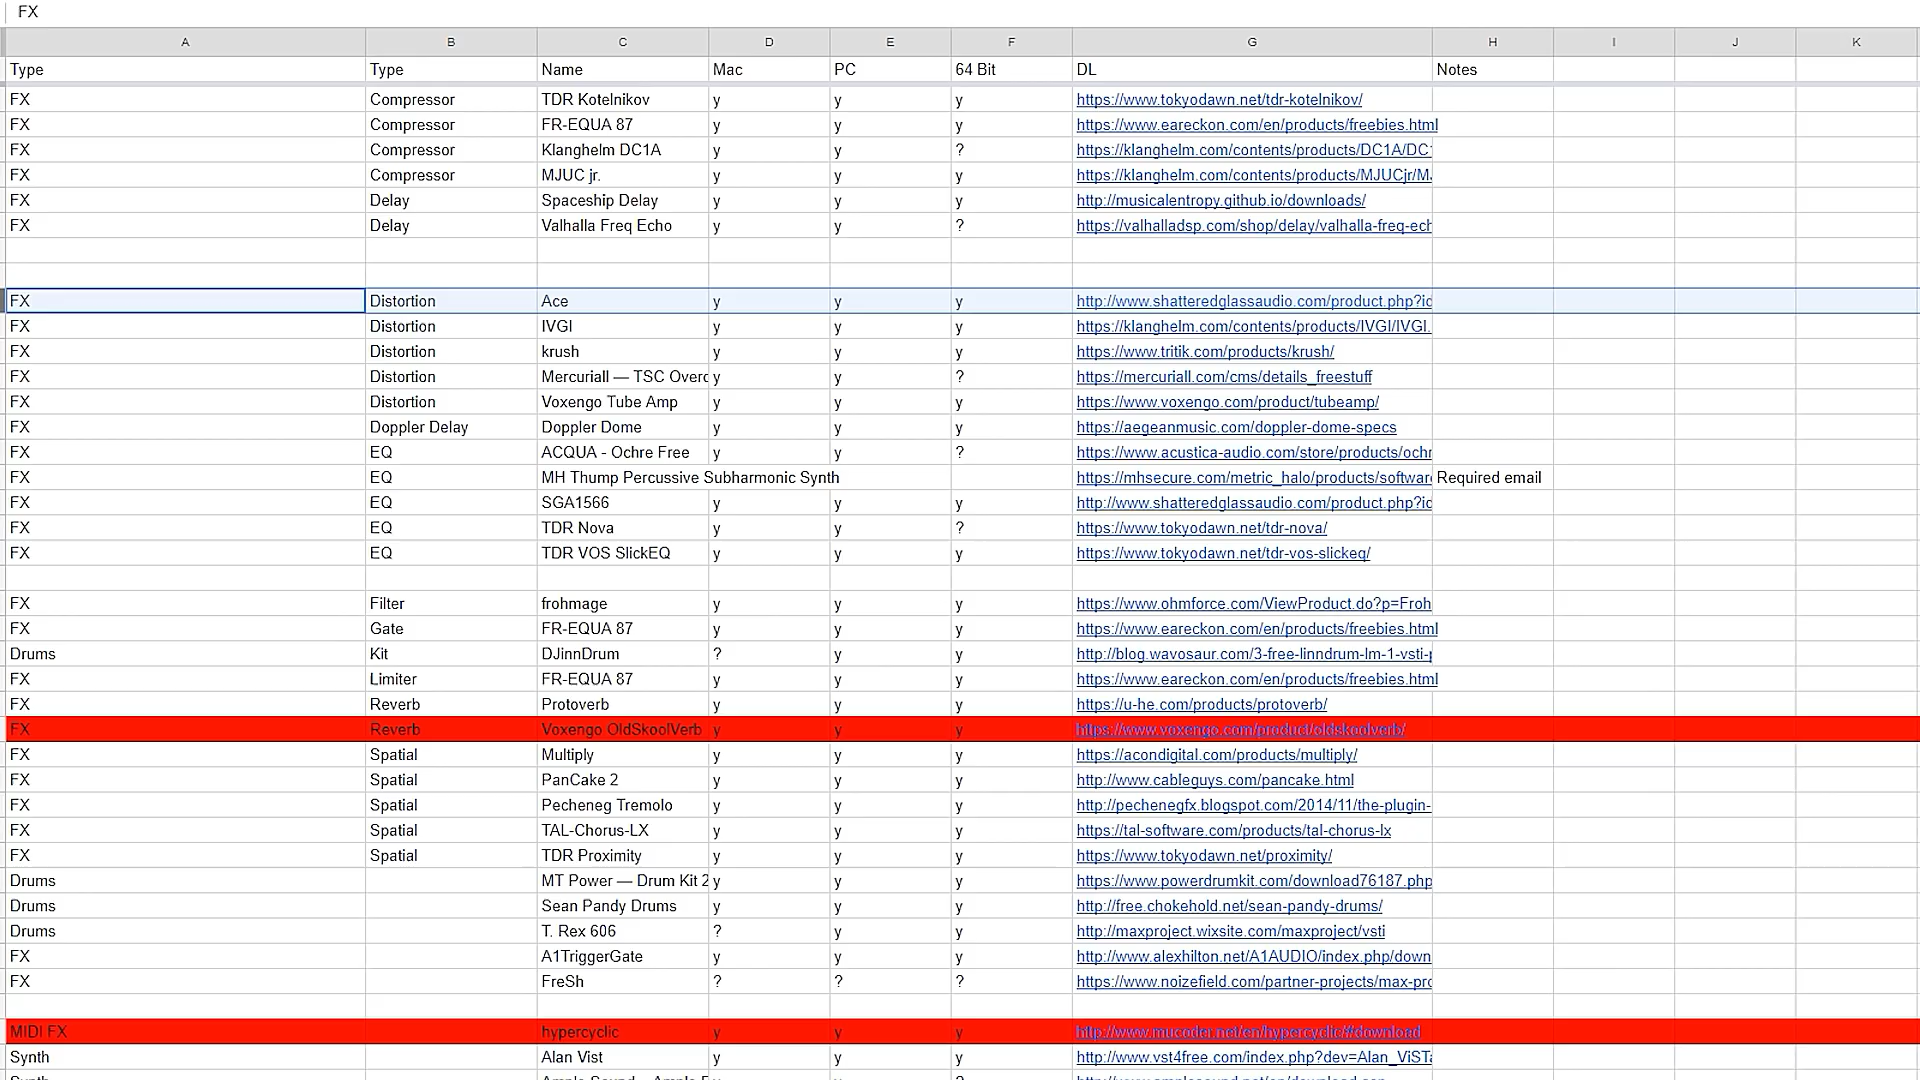 FX
A B C D E F G H I J K
Type Type Name Mac PC 64 Bit DL Notes
FX Compressor TDR Kotelnikov y y y https://www.tokyodawn.net/tdr-kotelnikov/
FX Compressor FR-EQUA 87 y y y https://www.eareckon.com/en/products/freebies.html
FX Compressor Klanghelm DC1A y y ? https://klanghelm.com/contents/products/DC1A/DC1
FX Compressor MJUC jr. y y y https://klanghelm.com/contents/products/MJUCjr/MJ
FX Delay Spaceship Delay y y y http://musicalentropy.github.io/downloads/
FX Delay Valhalla Freq Echo y y ? https://valhalladsp.com/shop/delay/valhalla-freq-ech
FX Distortion Ace y y y http://www.shatteredglassaudio.com/product.php?id
FX Distortion IVGI y y y https://klanghelm.com/contents/products/IVGI/IVGI.
FX Distortion krush y y y https://www.tritik.com/products/krush/
FX Distortion Mercuriall — TSC Overd y y ? https://mercuriall.com/cms/details_freestuff
FX Distortion Voxengo Tube Amp y y y https://www.voxengo.com/product/tubeamp/
FX Doppler Delay Doppler Dome y y y https://aegeanmusic.com/doppler-dome-specs
FX EQ ACQUA - Ochre Free y y ? https://www.acustica-audio.com/store/products/ochr
FX EQ MH Thump Percussive Subharmonic Synth https://mhsecure.com/metric_halo/products/software Required email
FX EQ SGA1566 y y y http://www.shatteredglassaudio.com/product.php?id
FX EQ TDR Nova y y ? https://www.tokyodawn.net/tdr-nova/
FX EQ TDR VOS SlickEQ y y y https://www.tokyodawn.net/tdr-vos-slickeq/
FX Filter frohmage y y y https://www.ohmforce.com/ViewProduct.do?p=Froh
FX Gate FR-EQUA 87 y y y https://www.eareckon.com/en/products/freebies.html
Drums Kit DJinnDrum ? y y http://blog.wavosaur.com/3-free-linndrum-lm-1-vsti-p
FX Limiter FR-EQUA 87 y y y https://www.eareckon.com/en/products/freebies.html
FX Reverb Protoverb y y y https://u-he.com/products/protoverb/
FX Reverb Voxengo OldSkoolVerb y y y https://www.voxengo.com/product/oldskoolverb/
FX Spatial Multiply y y y https://acondigital.com/products/multiply/
FX Spatial PanCake 2 y y y http://www.cableguys.com/pancake.html
FX Spatial Pecheneg Tremolo y y y http://pechenegfx.blogspot.com/2014/11/the-plugin-
FX Spatial TAL-Chorus-LX y y y https://tal-software.com/products/tal-chorus-lx
FX Spatial TDR Proximity y y y https://www.tokyodawn.net/proximity/
Drums MT Power — Drum Kit 2 y y y https://www.powerdrumkit.com/download76187.php
Drums Sean Pandy Drums y y y http://free.chokehold.net/sean-pandy-drums/
Drums T. Rex 606 ? y y http://maxproject.wixsite.com/maxproject/vsti
FX A1TriggerGate y y y http://www.alexhilton.net/A1AUDIO/index.php/down
FX FreSh ? ? ? https://www.noizefield.com/partner-projects/max-pro
MIDI FX hypercyclic y y y http://www.mucoder.net/en/hypercyclic/#download
Synth Alan Vist y y y http://www.vst4free.com/index.php?dev=Alan_ViSTa